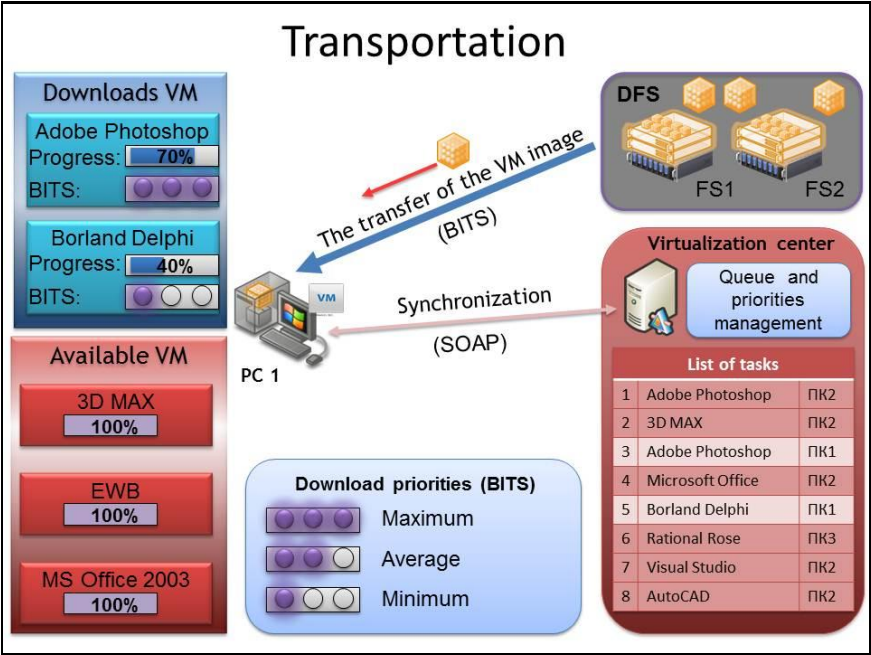 Transportation
Downloads VM
Adobe Photoshop
Progress: 70%
BITS:
Borland Delphi
Progress: 40%
BITS:
Available VM
3D MAX
100%
EWB
100%
MS Office 2003
100%
The transfer of the VM image
(BITS)
VM
PC 1
Synchronization
(SOAP)
Download priorities (BITS)
Maximum
Average
Minimum
DFS
FS1 FS2
Virtualization center
Queue and
priorities
management
List of tasks
1 Adobe Photoshop ПК2
2 3D MAX ПК2
3 Adobe Photoshop ПК1
4 Microsoft Office ПК2
5 Borland Delphi ПК1
6 Rational Rose ПК3
7 Visual Studio ПК2
8 AutoCAD ПК2